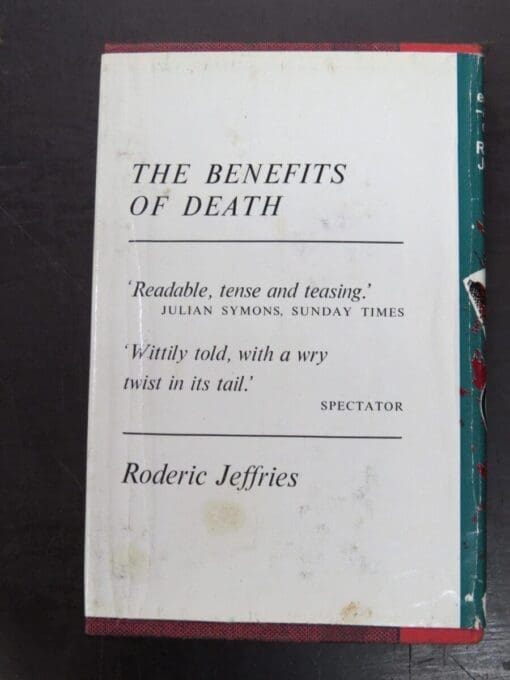 THE BENEFITS
OF DEATH
‘Readable, tense and teasing.’
JULIAN SYMONS, SUNDAY TIMES
‘Wittily told, with a wry
twist in its tail.’
SPECTATOR
Roderic Jeffries